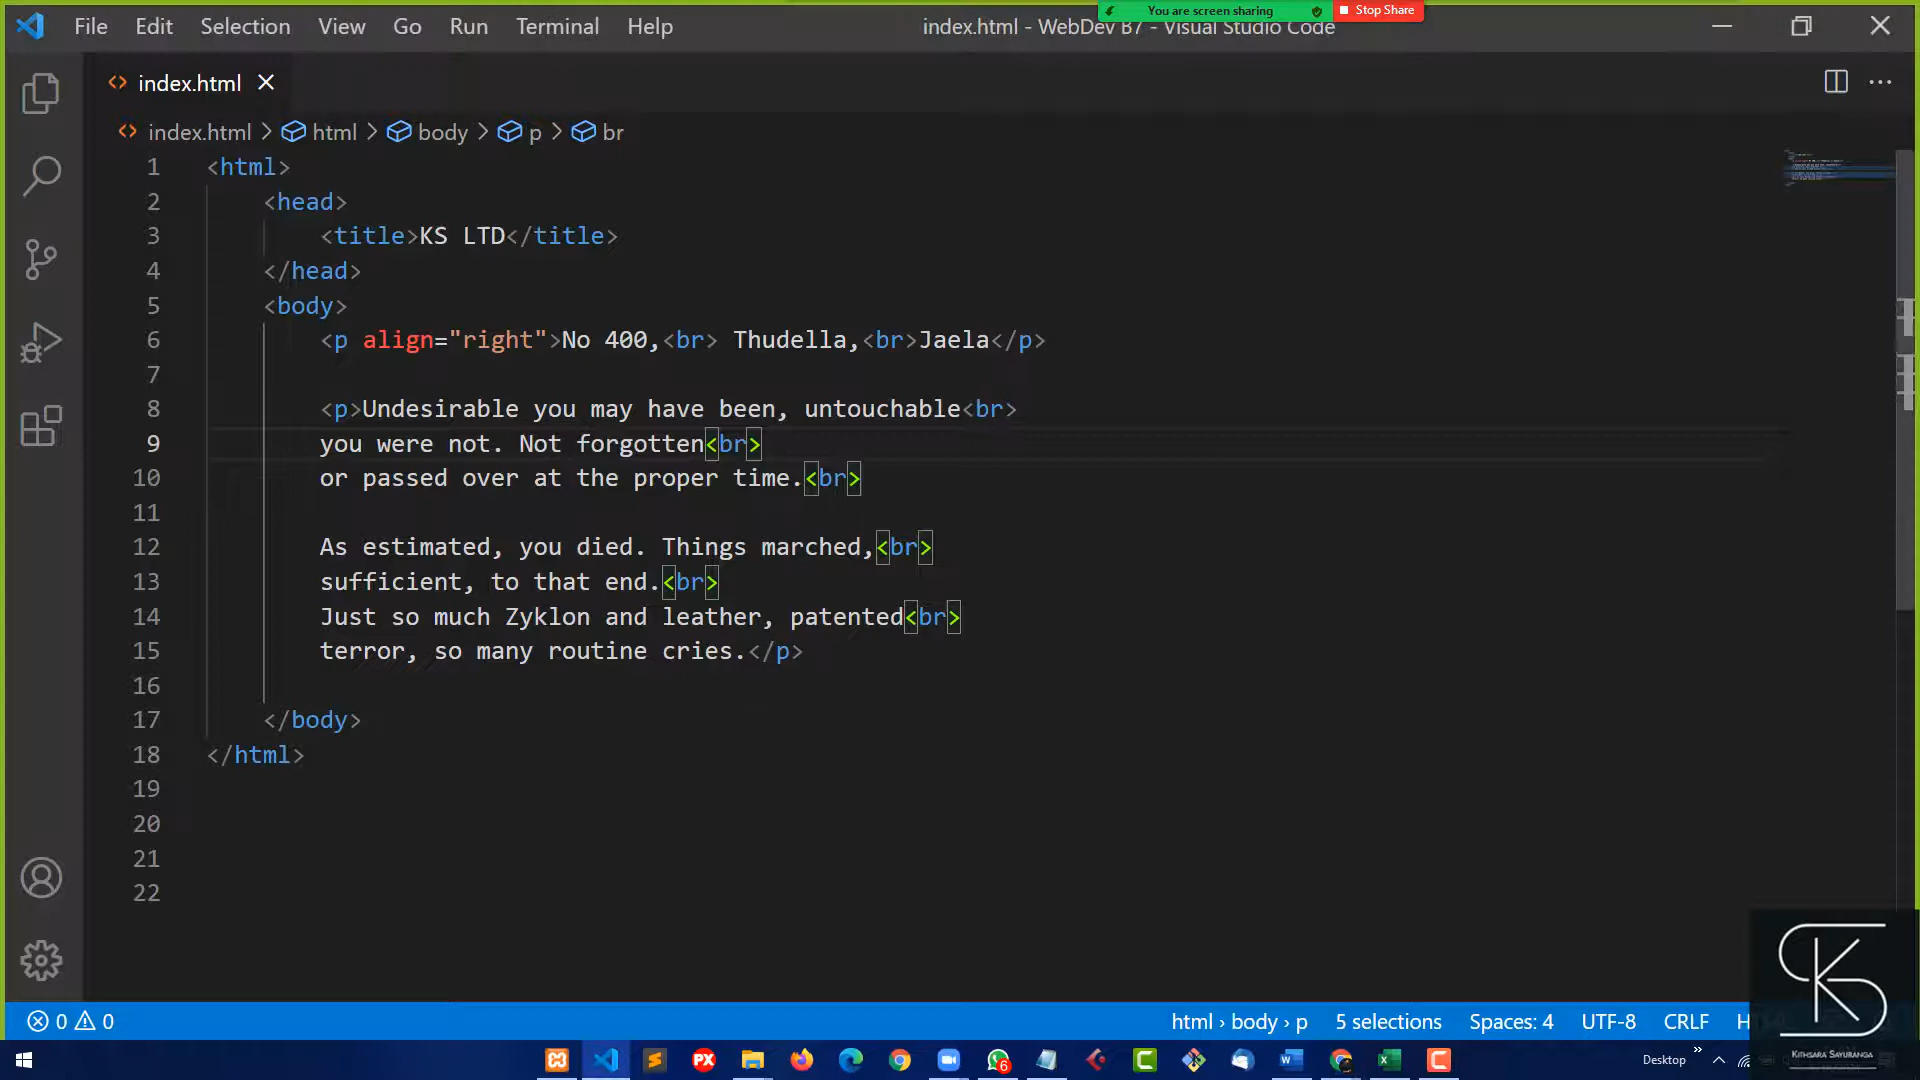 You are screen sharing
Stop Share
File Edit Selection View Go Run Terminal Help
index.html - WebDev B7 - Visual Studio Code
index.html
index.html > html > body > p > br
1 <html>
2 <head>
3 <title>KS LTD</title>
4 </head>
5 <body>
6 <p align="right">No 400,<br> Thudella,<br>Jaela</p>
7
8 <p>Undesirable you may have been, untouchable<br>
9 you were not. Not forgotten<br>
10 or passed over at the proper time.<br>
11
12 As estimated, you died. Things marched,<br>
13 sufficient, to that end.<br>
14 Just so much Zyklon and leather, patented<br>
15 terror, so many routine cries.</p>
16
17 </body>
18 </html>
19
20
21
22
0 0
html › body › p 5 selections Spaces: 4 UTF-8 CRLF
KS
KITHSARA SAYURANGA
PX 6 Desktop